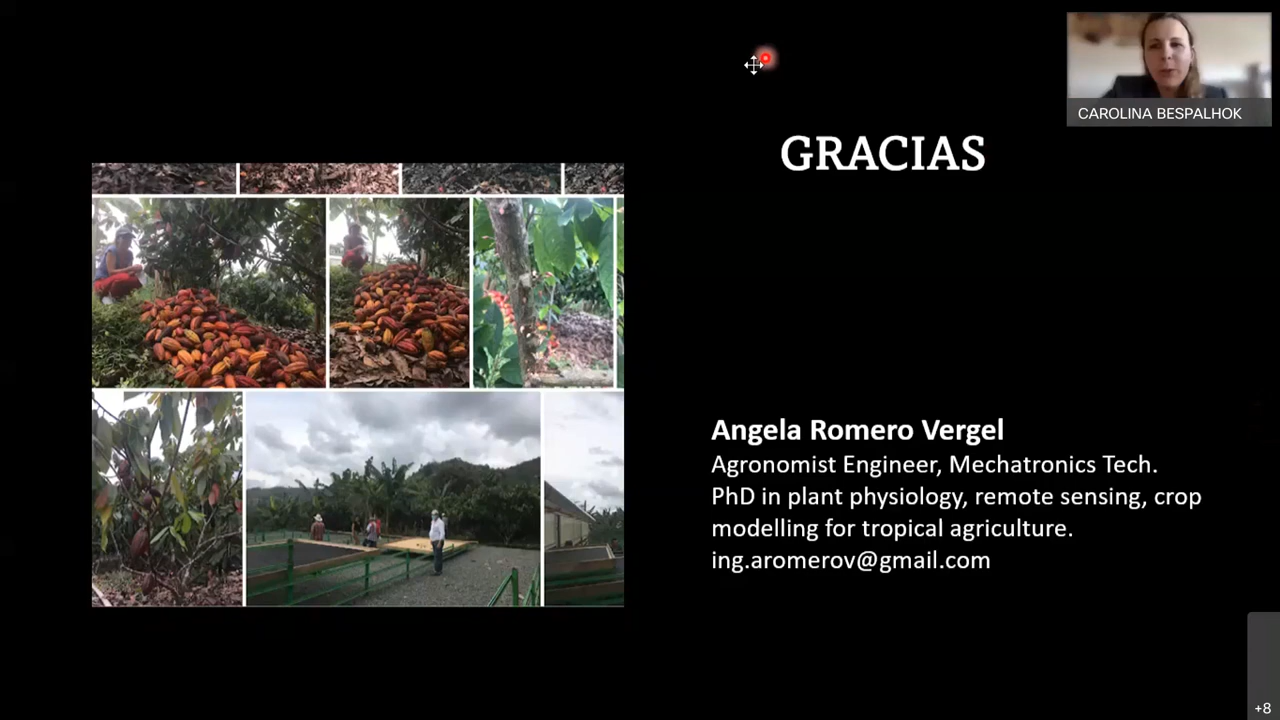 CAROLINA BESPALHOK
GRACIAS
Angela Romero Vergel
Agronomist Engineer, Mechatronics Tech.
PhD in plant physiology, remote sensing, crop
modelling for tropical agriculture.
ing.aromerov@gmail.com
+8